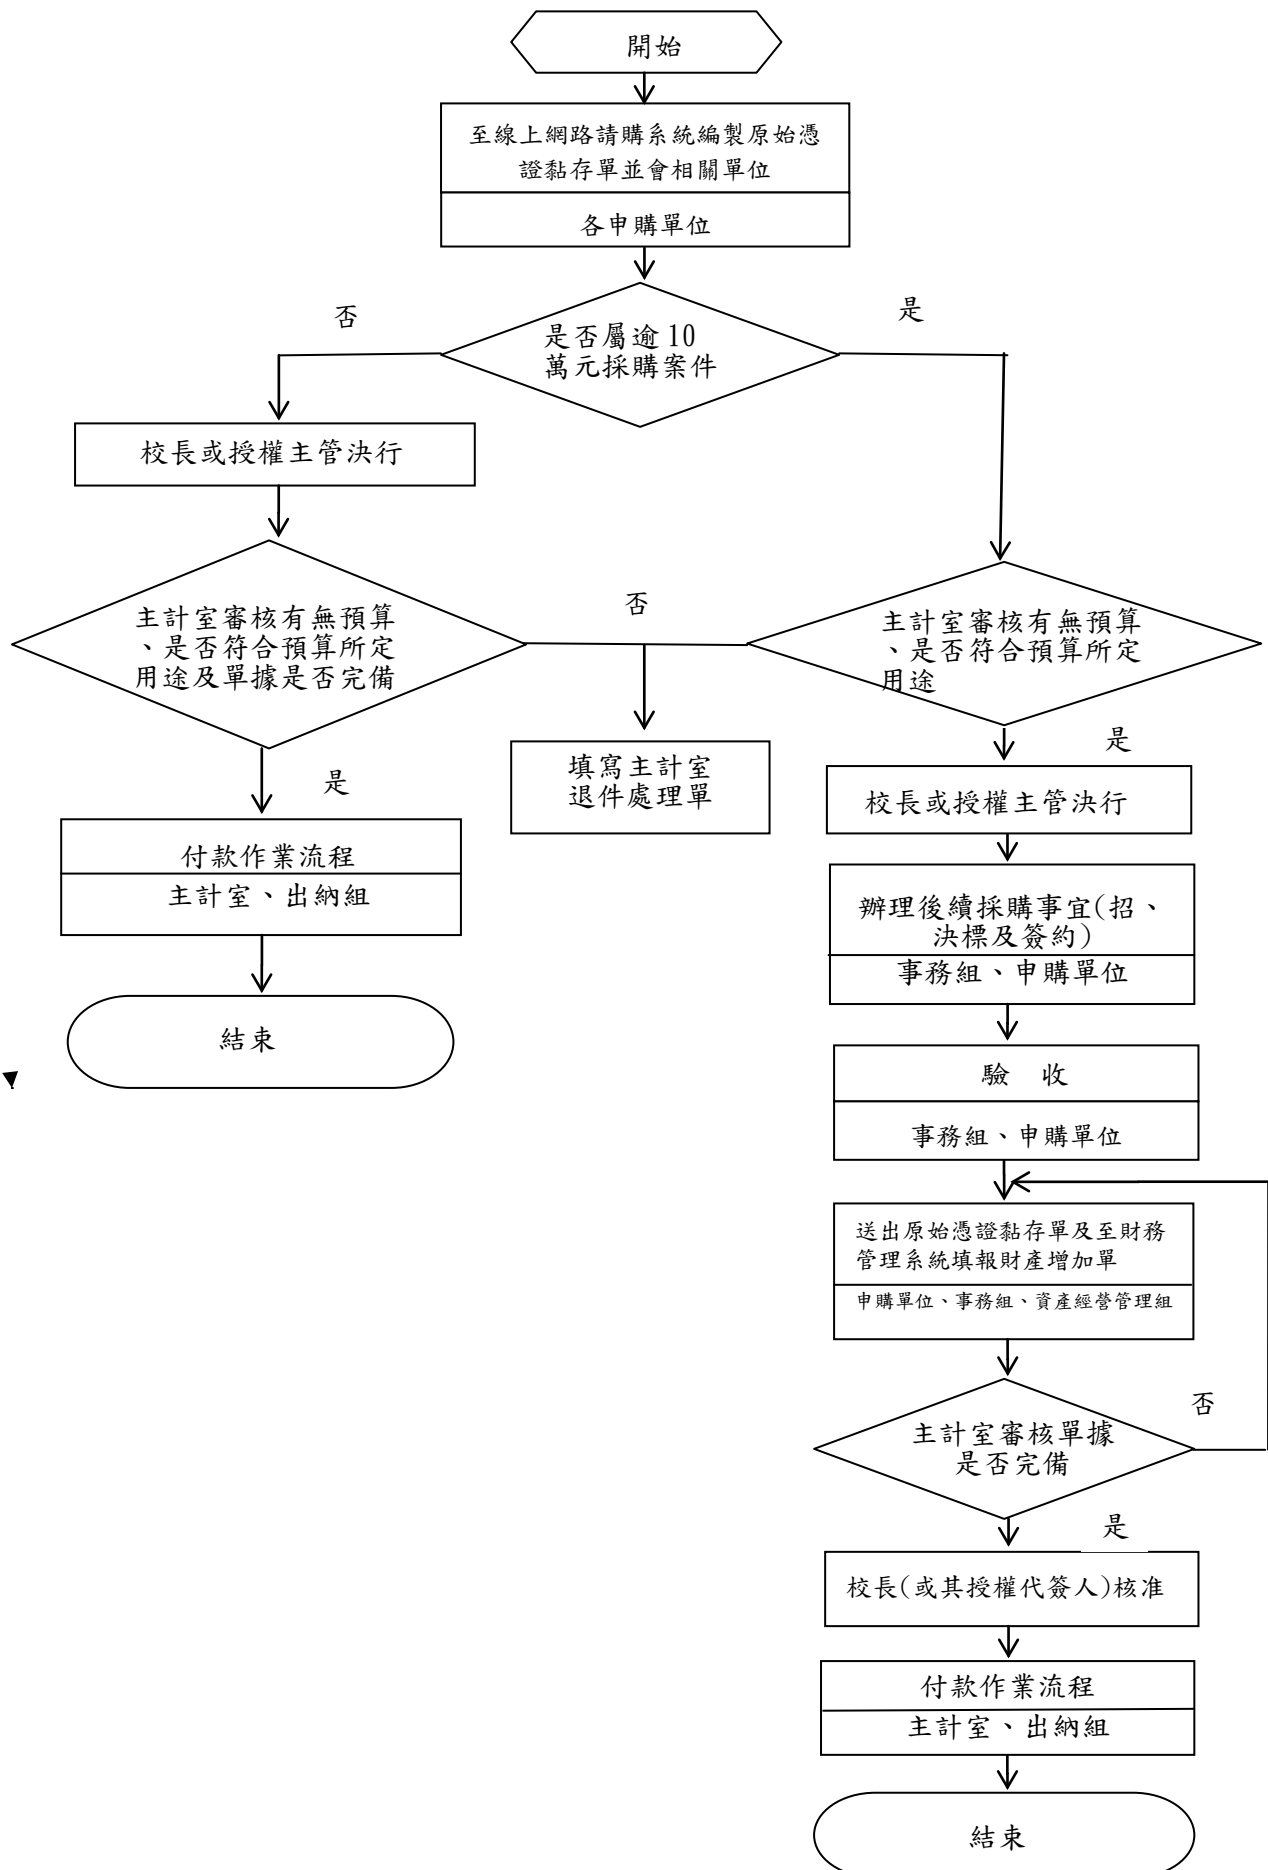 開始
至線上網路請購系統編製原始憑
證黏存單並會相關單位
各申購單位
否
是
是否屬逾10
萬元採購案件
校長或授權主管決行
主計室審核有無預算
、是否符合預算所定
用途及單據是否完備
否
主計室審核有無預算
、是否符合預算所定
用途
是
填寫主計室
退件處理單
是
校長或授權主管決行
付款作業流程
主計室、出納組
辦理後續採購事宜(招、
決標及簽約)
事務組、申購單位
結束
驗 收
事務組、申購單位
送出原始憑證黏存單及至財務
管理系統填報財產增加單
申購單位、事務組、資產經營管理組
否
主計室審核單據
是否完備
是
校長(或其授權代簽人)核准
付款作業流程
主計室、出納組
結束